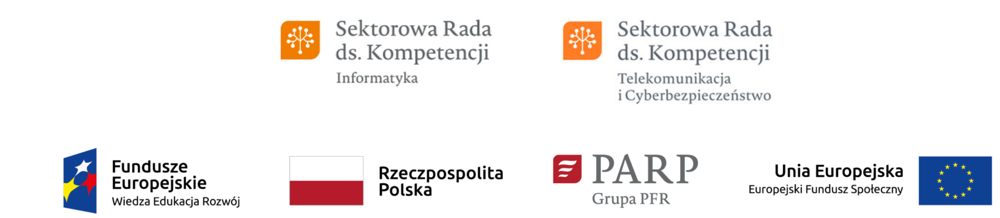 Sektorowa Rada
ds. Kompetencji
Informatyka
Sektorowa Rada
ds. Kompetencji
Telekomunikacja
i Cyberbezpieczeństwo
Fundusze
Europejskie
Wiedza Edukacja Rozwój
Rzeczpospolita
Polska
PARP
Grupa PFR
Unia Europejska
Europejski Fundusz Społeczny